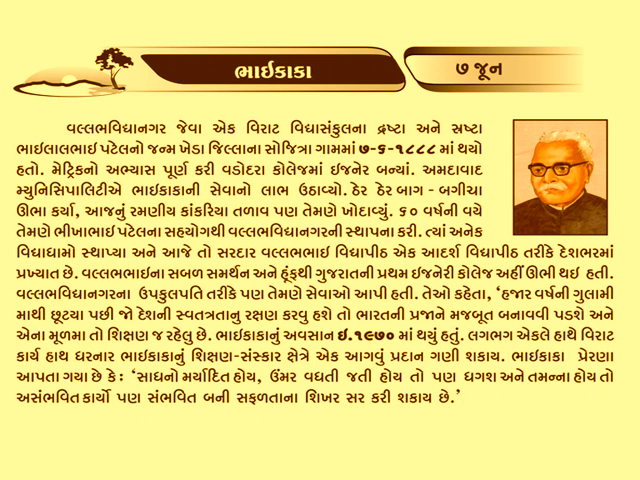 ભાઇકાકા
૭ જૂન
વલ્લભવિદ્યાનગર જેવા એક વિરાટ વિદ્યાસંકુલના દ્રષ્ટા અને સ્રષ્ટા
ભાઈલાલભાઇ પટેલનો જન્મ ખેડા જિલ્લાના સોજિત્રા ગામમાં ૭-૬-૧૮૮૮ માં થયો
હતો. મેટ્રિકનો અભ્યાસ પૂર્ણ કરી વડોદરા કોલેજમાં ઇજનેર બન્યાં. અમદાવાદ
મ્યુનિસિપાલિટીએ ભાઈકાકાની સેવાનો લાભ ઉઠાવ્યો. ઠેર ઠેર બાગ - બગીચા
ઊભા કર્યા, આજનું રમણીય કાંકરિયા તળાવ પણ તેમણે ખોદાવ્યું. ૬૦ વર્ષની વયે
તેમણે ભીખાભાઇ પટેલના સહયોગથી વલ્લભવિદ્યાનગરની સ્થાપના કરી. ત્યાં અનેક
વિદ્યાધામો સ્થાપ્યા અને આજે તો સરદાર વલ્લભભાઇ વિદ્યાપીઠ એક આદર્શ વિદ્યાપીઠ તરીકે દેશભરમાં
પ્રખ્યાત છે. વલ્લભભાઇના સબળ સમર્થન અને હૂંફથી ગુજરાતની પ્રથમ ઇજનેરી કોલેજ અહીં ઊભી થઇ હતી.
વલ્લભવિદ્યાનગરના ઉપકુલપતિ તરીકે પણ તેમણે સેવાઓ આપી હતી. તેઓ કહેતા, ‘હજાર વર્ષની ગુલામી
માથી છૂટયા પછી જો દેશની સ્વતત્રતાનુ રક્ષણ કરવુ હશે તો ભારતની પ્રજાને મજબૂત બનાવવી પડશે અને
એના મૂળમા તો શિક્ષણ જ રહેલુ છે. ભાઇકાકાનું અવસાન ઇ.૧૯૭૦ માં થયું હતું. લગભગ એકલે હાથે વિરાટ
કાર્ય હાથ ધરનાર ભાઇકાકાનું શિક્ષણ-સંસ્કાર ક્ષેત્રે એક આગવું પ્રદાન ગણી શકાય. ભાઇકાકા પ્રેરણા
આપતા ગયા છે કે : ‘સાધનો મર્યાદિત હોય, ઉંમર વધતી જતી હોય તો પણ ધગશ અને તમન્ના હોય તો
અસંભવિત કાર્યો પણ સંભવિત બની સફળતાના શિખર સર કરી શકાય છે.’